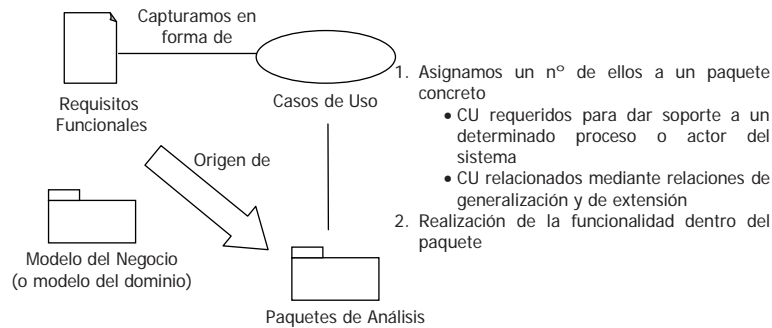 Capturamos en
forma de
Requisitos
Funcionales
Casos de Uso
1. Asignamos un nº de ellos a un paquete
concreto
• CU requeridos para dar soporte a un
determinado proceso o actor del
sistema
• CU relacionados mediante relaciones de
generalización y de extensión
2. Realización de la funcionalidad dentro del
paquete
Origen de
Modelo del Negocio
(o modelo del dominio)
Paquetes de Análisis